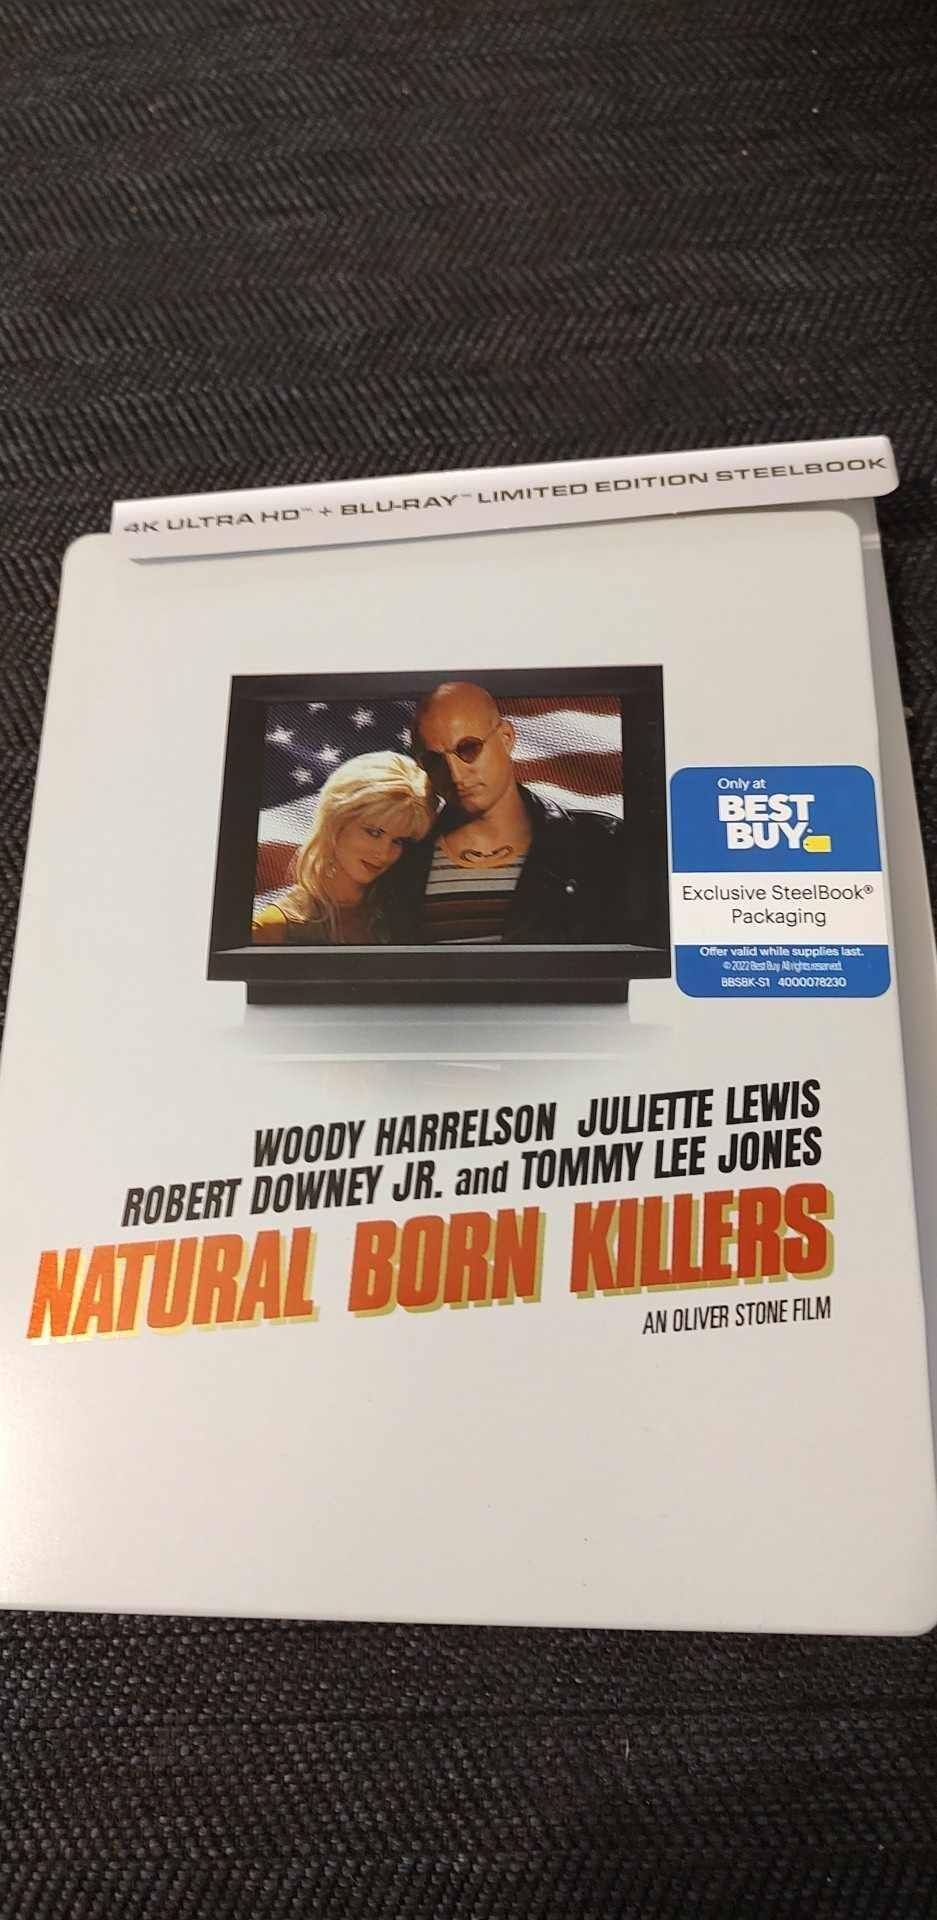 4K ULTRA HD™ + BLU-RAY™ LIMITED EDITION STEELBOOK
Only at
BEST
BUY
Exclusive SteelBook®
Packaging
Offer valid while supplies last.
© 2022 Best Buy. All rights reserved.
BBSBK-S1 4000078230
WOODY HARRELSON JULIETTE LEWIS
ROBERT DOWNEY JR. and TOMMY LEE JONES
NATURAL BORN KILLERS
AN OLIVER STONE FILM